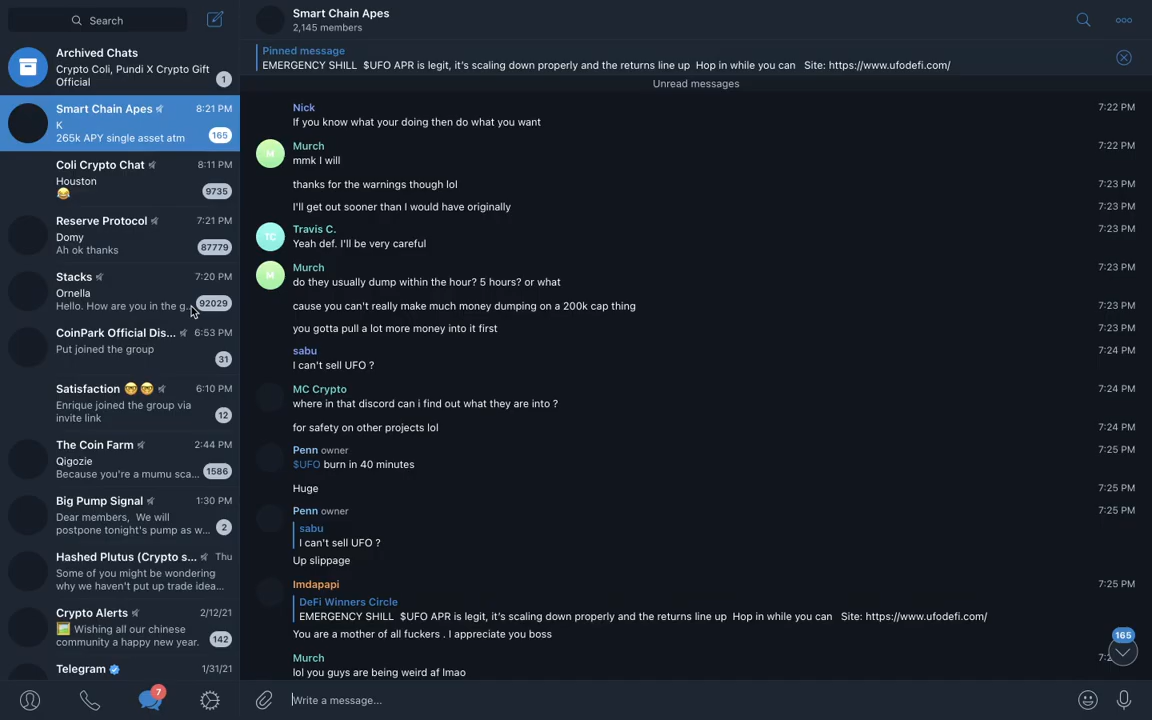 Search
Archived Chats
Crypto Coli, Pundi X Crypto Gift
Official
1
Smart Chain Apes 8:21 PM
K
265k APY single asset atm
165
Coli Crypto Chat 8:11 PM
Houston
😂
9735
Reserve Protocol 7:21 PM
Domy
Ah ok thanks
87779
Stacks 7:20 PM
Ornella
Hello. How are you in the g...
92029
CoinPark Official Dis... 6:53 PM
Put joined the group
31
Satisfaction 🤓 🤓 6:10 PM
Enrique joined the group via
invite link
12
The Coin Farm 2:44 PM
Qigozie
Because you're a mumu sca...
1586
Big Pump Signal 1:30 PM
Dear members, We will
postpone tonight's pump as w...
2
Hashed Plutus (Crypto s... Thu
Some of you might be wondering
why we haven't put up trade idea...
Crypto Alerts 2/12/21
🖼️ Wishing all our chinese
community a happy new year.
142
Telegram 1/31/21
7
Smart Chain Apes
2,145 members
Pinned message
EMERGENCY SHILL $UFO APR is legit, it's scaling down properly and the returns line up Hop in while you can Site: https://www.ufodefi.com/
Unread messages
Nick 7:22 PM
If you know what your doing then do what you want
M
Murch 7:22 PM
mmk I will
thanks for the warnings though lol 7:23 PM
I'll get out sooner than I would have originally 7:23 PM
TC
Travis C. 7:23 PM
Yeah def. I'll be very careful
M
Murch 7:23 PM
do they usually dump within the hour? 5 hours? or what
cause you can't really make much money dumping on a 200k cap thing 7:23 PM
you gotta pull a lot more money into it first 7:23 PM
sabu 7:24 PM
I can't sell UFO ?
MC Crypto 7:24 PM
where in that discord can i find out what they are into ?
for safety on other projects lol 7:24 PM
Penn owner 7:25 PM
$UFO burn in 40 minutes
Huge 7:25 PM
Penn owner 7:25 PM
sabu
I can't sell UFO ?
Up slippage
Imdapapi 7:25 PM
DeFi Winners Circle
EMERGENCY SHILL $UFO APR is legit, it's scaling down properly and the returns line up Hop in while you can Site: https://www.ufodefi.com/
You are a mother of all fuckers . I appreciate you boss
165
Murch
lol you guys are being weird af lmao
Write a message...